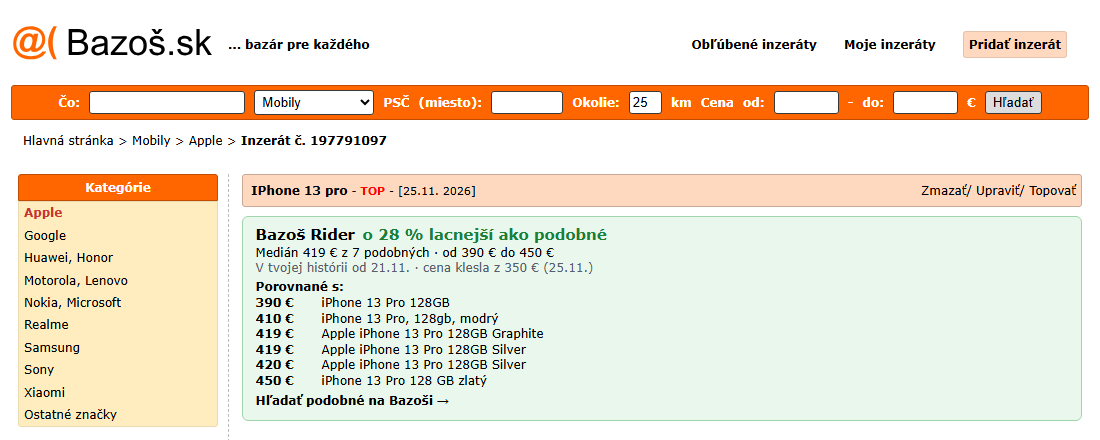 @( Bazoš.sk ... bazár pre každého
Obľúbené inzeráty Moje inzeráty Pridať inzerát
Čo: Mobily PSČ (miesto): Okolie: 25 km Cena od: - do: € Hľadať
Hlavná stránka > Mobily > Apple > Inzerát č. 197791097
Kategórie
Apple
Google
Huawei, Honor
Motorola, Lenovo
Nokia, Microsoft
Realme
Samsung
Sony
Xiaomi
Ostatné značky
IPhone 13 pro - TOP - [25.11. 2026] Zmazať/ Upraviť/ Topovať
Bazoš Rider o 28 % lacnejší ako podobné
Medián 419 € z 7 podobných · od 390 € do 450 €
V tvojej histórii od 21.11. · cena klesla z 350 € (25.11.)
Porovnané s:
390 € iPhone 13 Pro 128GB
410 € iPhone 13 Pro, 128gb, modrý
419 € Apple iPhone 13 Pro 128GB Graphite
419 € Apple iPhone 13 Pro 128GB Silver
420 € Apple iPhone 13 Pro 128GB Silver
450 € iPhone 13 Pro 128 GB zlatý
Hľadať podobné na Bazoši →